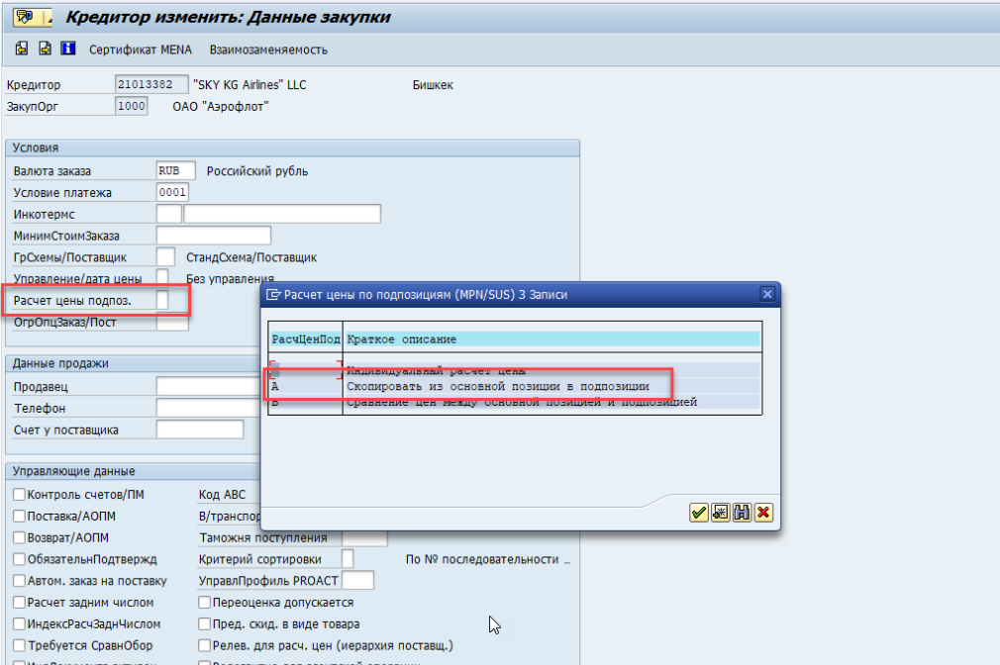 Кредитор изменить: Данные закупки
Сертификат MENA Взаимозаменяемость
Кредитор 21013382 "SKY KG Airlines" LLC Бишкек
ЗакупОрг 1000 ОАО "Аэрофлот"
Условия
Валюта заказа RUB Российский рубль
Условие платежа 0001
Инкотермс
МинимСтоимЗаказа
ГрСхемы/Поставщик СтандСхема/Поставщик
Управление/дата цены Без управления
Расчет цены подпоз.
ОгрОпцЗаказ/Пост
Расчет цены по подпозициям (MPN/SUS) 3 Записи
РасчЦенПод Краткое описание
Индивидуальный расчет цены
A Скопировать из основной позиции в подпозиции
B Сравнение цен между основной позицией и подпозицией
Данные продажи
Продавец
Телефон
Счет у поставщика
Управляющие данные
Контроль счетов/ПМ Код ABC
Поставка/АОПМ В/транспор
Возврат/АОПМ Таможня поступления
ОбязательнПодтвержд Критерий сортировки По № последовательности ..
Автом. заказ на поставку УправлПрофиль PROACT
Расчет задним числом Переоценка допускается
ИндексРасчЗаднЧислом Пред. скид. в виде товара
Требуется СравнОбор Релев. для расч. цен (иерархия поставщ.)